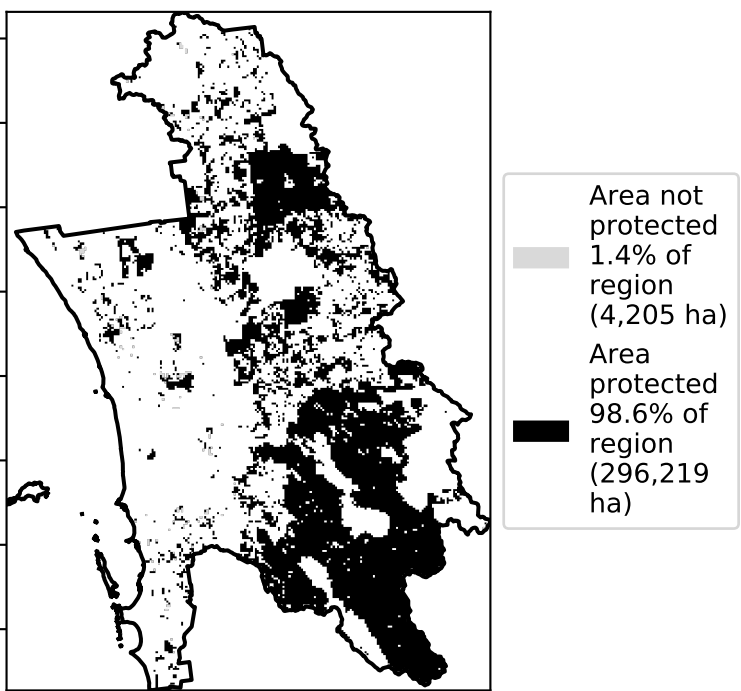 Area not
protected
1.4% of
region
(4,205 ha)
Area
protected
98.6% of
region
(296,219
ha)